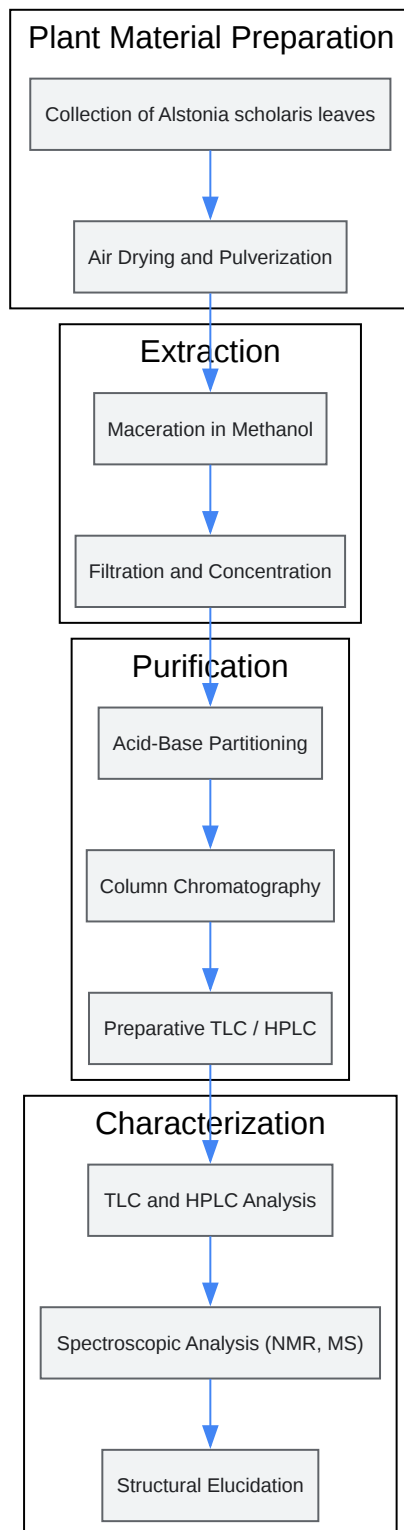 Plant Material Preparation
Collection of Alstonia scholaris leaves
Air Drying and Pulverization
Extraction
Maceration in Methanol
Filtration and Concentration
Purification
Acid-Base Partitioning
Column Chromatography
Preparative TLC / HPLC
Characterization
TLC and HPLC Analysis
Spectroscopic Analysis (NMR, MS)
Structural Elucidation